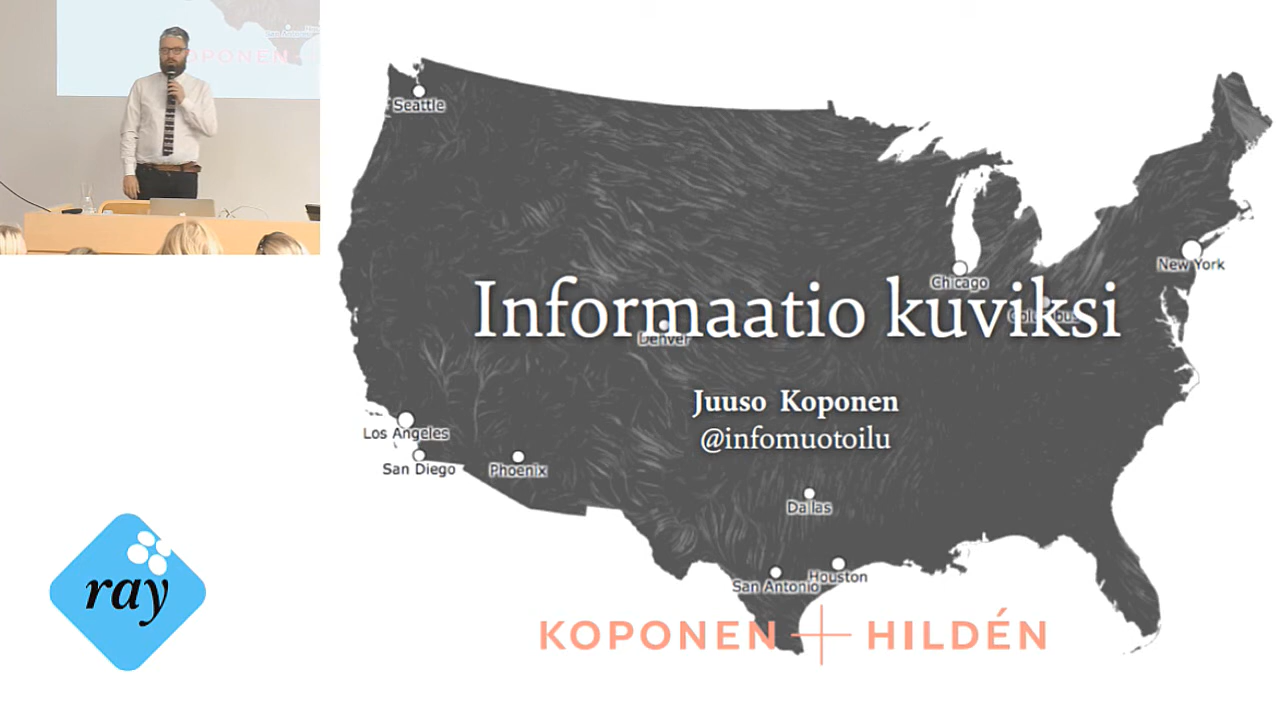 OPONEN
Seattle
New York
Chicago
Informaatio kuviksi
Denver
Juuso Koponen
@infomuotoilu
Los Angeles
San Diego
Phoenix
Dallas
San Antonio
Houston
ray
KOPONEN + HILDÉN